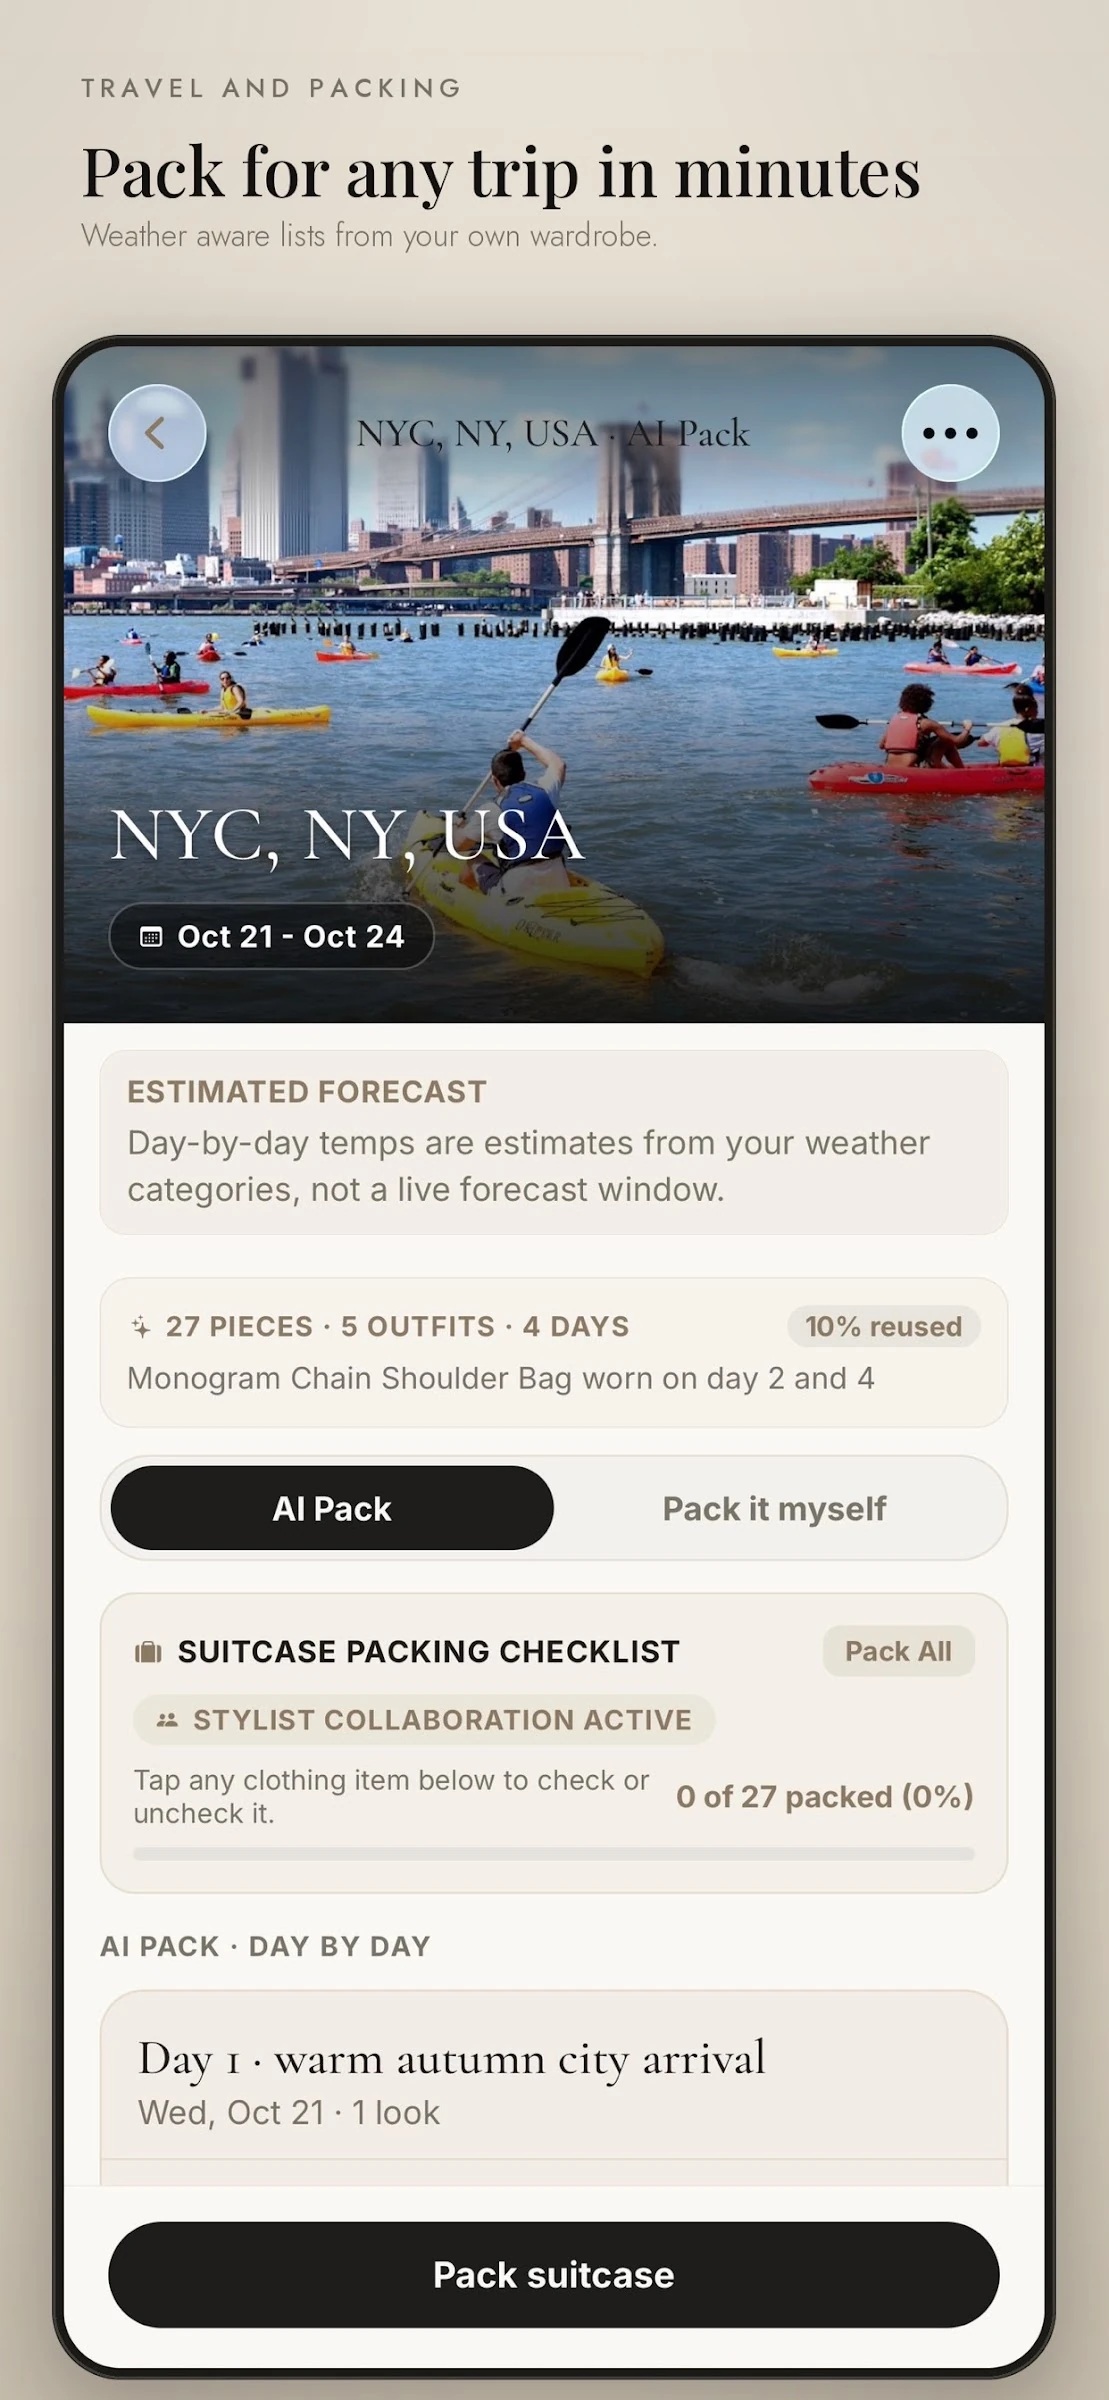 TRAVEL AND PACKING
Pack for any trip in minutes
Weather aware lists from your own wardrobe.
NYC, NY, USA · AI Pack
NYC, NY, USA
Oct 21 - Oct 24
ESTIMATED FORECAST
Day-by-day temps are estimates from your weather
categories, not a live forecast window.
27 PIECES · 5 OUTFITS · 4 DAYS
10% reused
Monogram Chain Shoulder Bag worn on day 2 and 4
AI Pack
Pack it myself
SUITCASE PACKING CHECKLIST
Pack All
STYLIST COLLABORATION ACTIVE
Tap any clothing item below to check or
uncheck it.
0 of 27 packed (0%)
AI PACK · DAY BY DAY
Day 1 · warm autumn city arrival
Wed, Oct 21 · 1 look
Pack suitcase